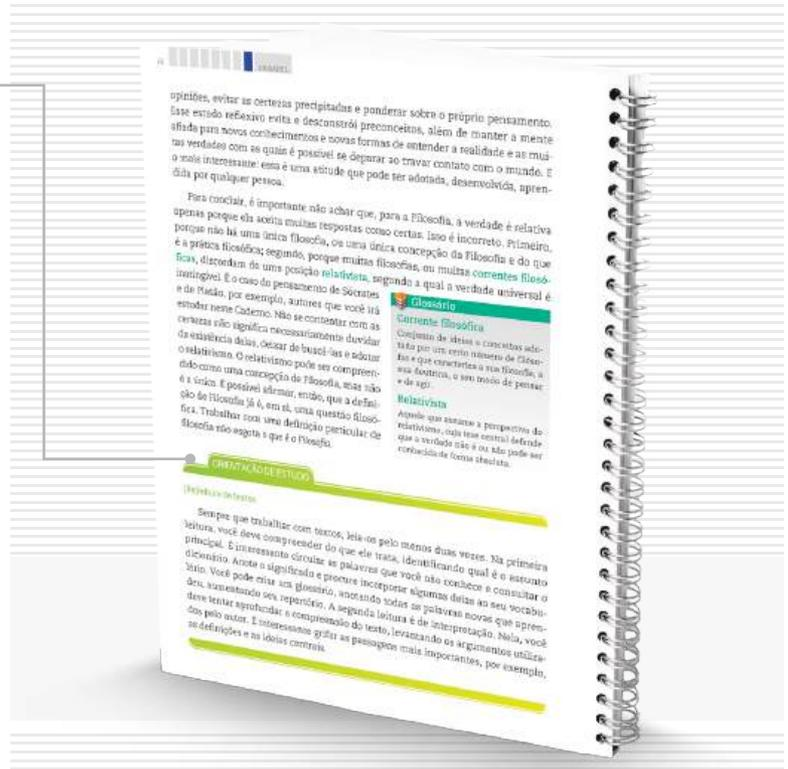 UNIDADE 1
opiniões, evitar as certezas precipitadas e ponderar sobre o próprio pensamento.
Esse estado reflexivo evita e desconstrói preconceitos, além de manter a mente
afiada para novos conhecimentos e novas formas de entender a realidade e as mui-
tas verdades com as quais é possível se deparar ao travar contato com o mundo. E
o mais interessante: essa é uma atitude que pode ser adotada, desenvolvida, apren-
dida por qualquer pessoa.
Para concluir, é importante não achar que, para a Filosofia, a verdade é relativa
apenas porque ela aceita muitas respostas como certas. Isso é incorreto. Primeiro,
porque não há uma única filosofia, ou uma única concepção da Filosofia e do que
é a prática filosófica; segundo, porque muitas filosofias, ou muitas correntes filosó-
ficas, discordam de uma posição relativista, segundo a qual a verdade universal é
inatingível. É o caso do pensamento de Sócrates
e de Platão, por exemplo, autores que você irá
estudar neste Caderno. Não se contentar com as
certezas não significa necessariamente duvidar
da existência delas, deixar de buscá-las e adotar
o relativismo. O relativismo pode ser compreen-
dido como uma concepção de Filosofia, mas não
é a única. É possível afirmar, então, que a defini-
ção de Filosofia já é, em si, uma questão filosó-
fica. Trabalhar com uma definição particular de
filosofia não esgota o que é o Filosofia.
Glossário
Corrente filosófica
Conjunto de ideias e conceitos ado-
tado por um certo número de filóso-
fos e que caracteriza a sua filosofia, a
sua doutrina, o seu modo de pensar
e de agir.
Relativista
Aquele que assume a perspectiva do
relativismo, cuja tese central defende
que a verdade não é ou não pode ser
conhecida de forma absoluta.
ORIENTAÇÃO DE ESTUDO
(Re)leitura de textos
Sempre que trabalhar com textos, leia-os pelo menos duas vezes. Na primeira
leitura, você deve compreender do que ele trata, identificando qual é o assunto
principal. É interessante circular as palavras que você não conhece e consultar o
dicionário. Anote o significado e procure incorporar algumas delas ao seu vocabu-
lário. Você pode criar um glossário, anotando todas as palavras novas que apren-
deu, aumentando seu repertório. A segunda leitura é de interpretação. Nela, você
deve tentar aprofundar a compreensão do texto, levantando os argumentos utiliza-
dos pelo autor. É interessante grifar as passagens mais importantes, por exemplo,
as definições e as ideias centrais.